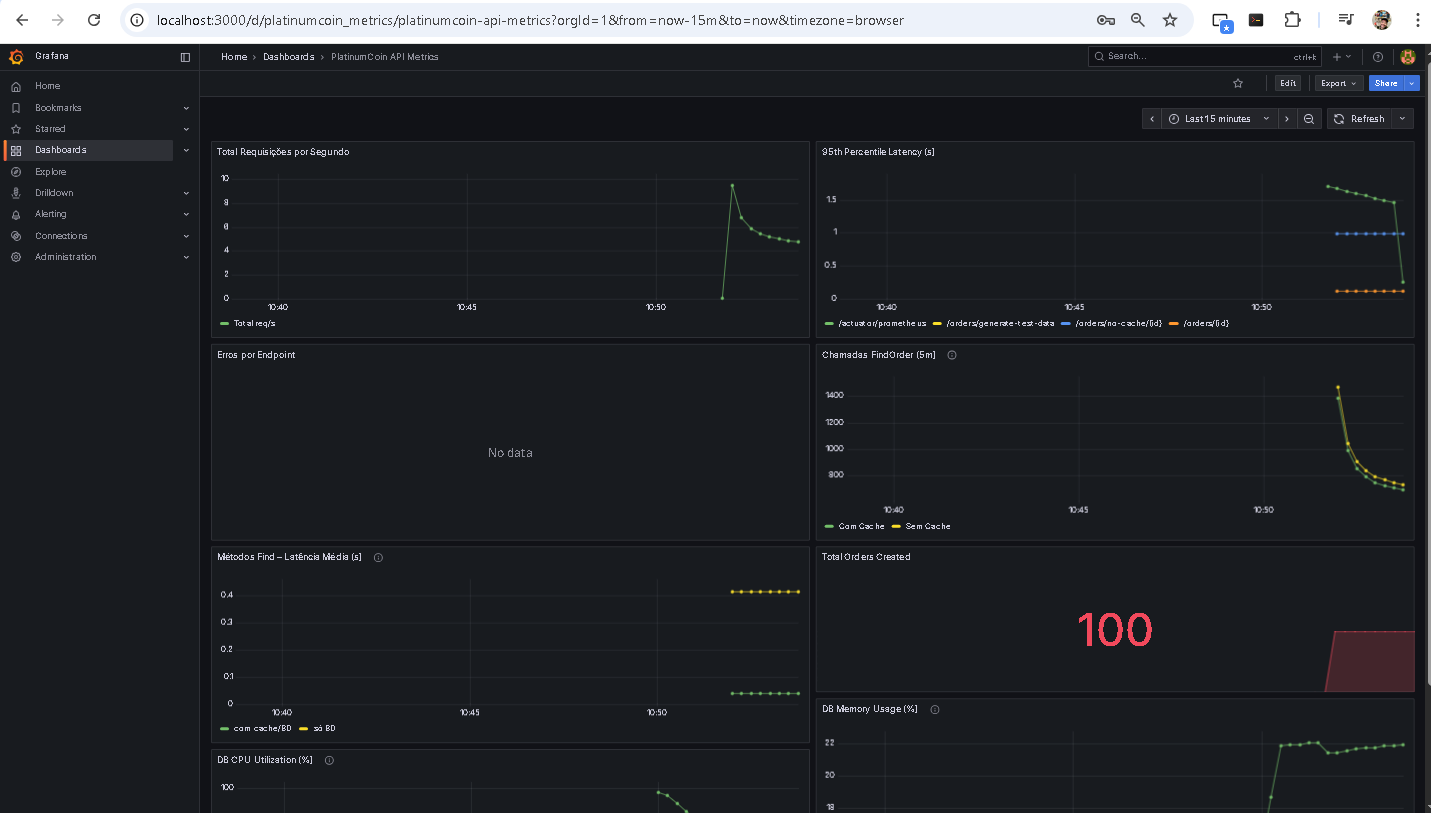 localhost:3000/d/platinumcoin_metrics/platinumcoin-api-metrics?orgId=1&from=now-15m&to=now&timezone=browser
Grafana
Home › Dashboards › PlatinumCoin API Metrics
Search... ctrl+k
Home
Bookmarks
Starred
Dashboards
Explore
Drilldown
Alerting
Connections
Administration
Edit Export Share
Last 15 minutes Refresh
Total Requisições por Segundo
10
8
6
4
2
0
10:40 10:45 10:50
Total req/s
95th Percentile Latency (s)
1.5
1
0.5
0
10:40 10:45 10:50
/actuator/prometheus /orders/generate-test-data /orders/no-cache/{id} /orders/{id}
Erros por Endpoint
No data
Chamadas FindOrder (5m)
1400
1200
1000
800
10:40 10:45 10:50
Com Cache Sem Cache
Métodos Find – Latência Média (s)
0.4
0.3
0.2
0.1
0
10:40 10:45 10:50
com cache/BD só BD
Total Orders Created
100
DB CPU Utilization (%)
100
DB Memory Usage (%)
22
20
18